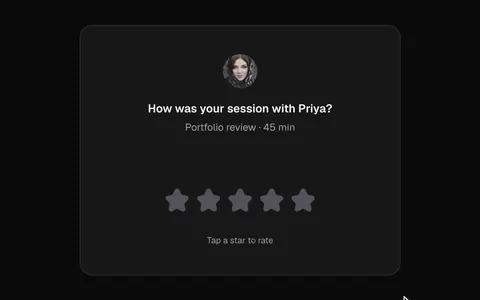 How was your session with Priya?
Portfolio review · 45 min
Tap a star to rate